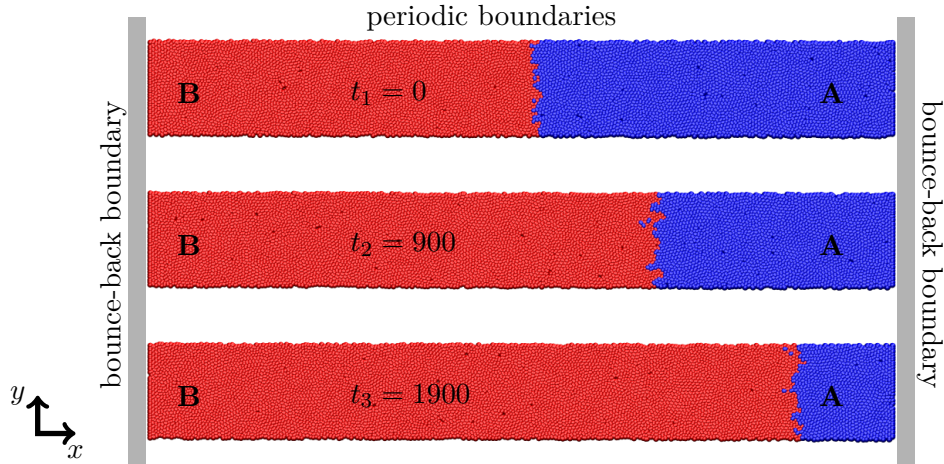 periodic boundaries
bounce-back boundary
B
t₁ = 0
A
B
t₂ = 900
A
B
t₃ = 1900
A
bounce-back boundary
y
x